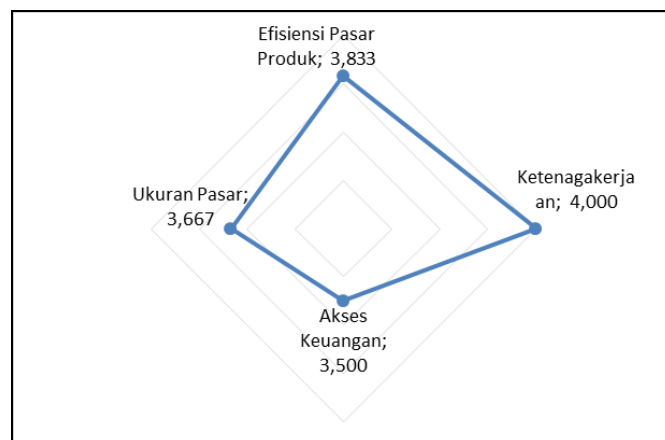 Efisiensi Pasar
Produk; 3,833
Ketenagakerja
an; 4,000
Ukuran Pasar;
3,667
Akses
Keuangan;
3,500